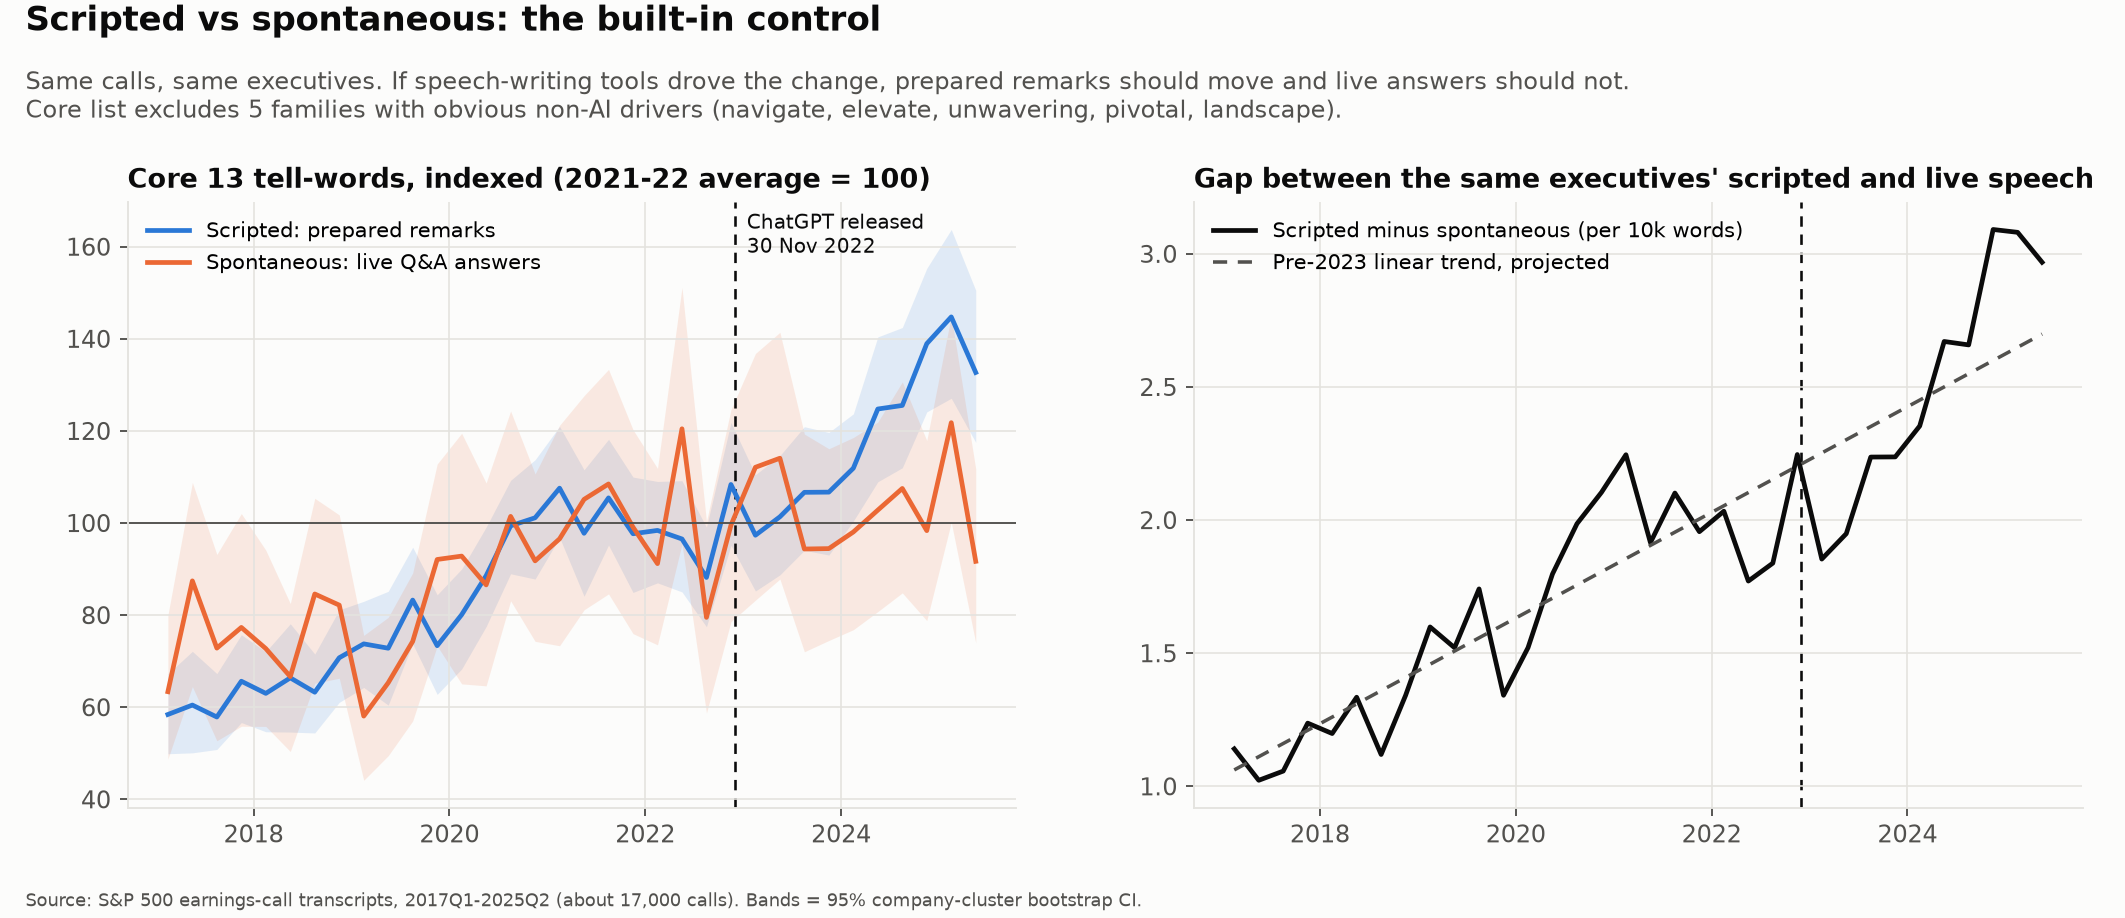 Scripted vs spontaneous: the built-in control
Same calls, same executives. If speech-writing tools drove the change, prepared remarks should move and live answers should not.
Core list excludes 5 families with obvious non-AI drivers (navigate, elevate, unwavering, pivotal, landscape).
Core 13 tell-words, indexed (2021-22 average = 100)
Scripted: prepared remarks
Spontaneous: live Q&A answers
ChatGPT released
30 Nov 2022
160
140
120
100
80
60
40
2018
2020
2022
2024
Gap between the same executives' scripted and live speech
Scripted minus spontaneous (per 10k words)
Pre-2023 linear trend, projected
3.0
2.5
2.0
1.5
1.0
2018
2020
2022
2024
Source: S&P 500 earnings-call transcripts, 2017Q1-2025Q2 (about 17,000 calls). Bands = 95% company-cluster bootstrap CI.